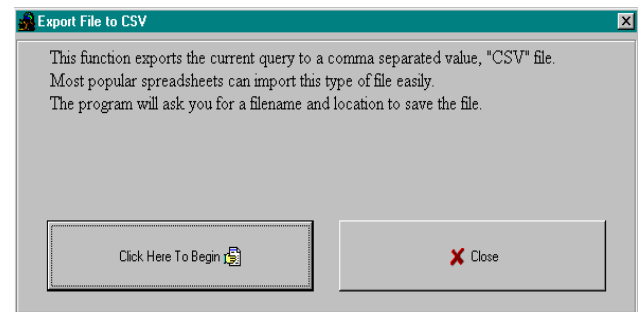 Export File to CSV
This function exports the current query to a comma separated value, "CSV" file.
Most popular spreadsheets can import this type of file easily.
The program will ask you for a filename and location to save the file.
Click Here To Begin
Close